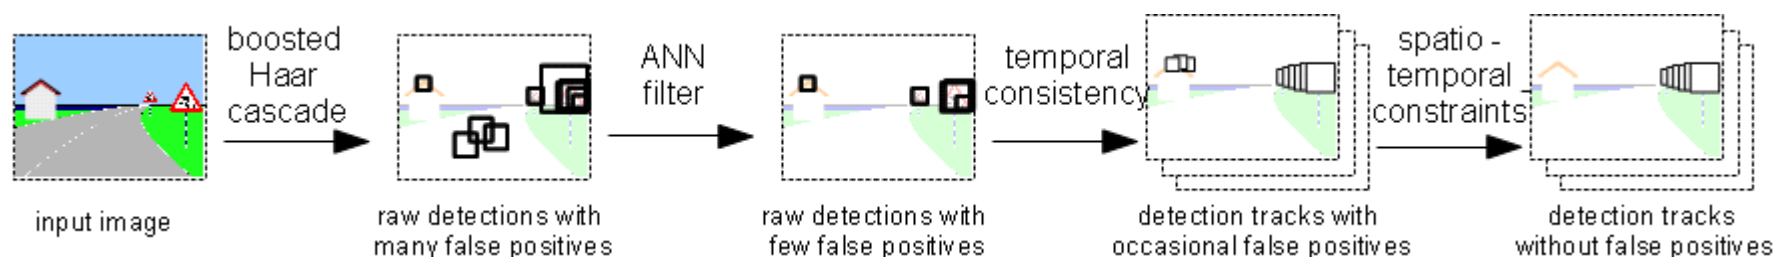 boosted
Haar
cascade
ANN
filter
temporal
consistency
spatio -
temporal
constraints
input image
raw detections with
many false positives
raw detections with
few false positives
detection tracks with
occasional false positives
detection tracks
without false positives